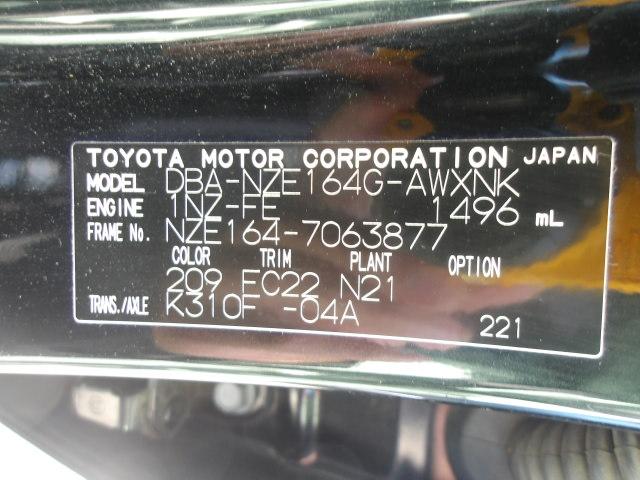 TOYOTA MOTOR CORPORATION JAPAN
MODEL DBA-NZE164G-AWXNK
ENGINE 1NZ-FE 1496 mL
FRAME No. NZE164-7063877
COLOR TRIM PLANT OPTION
209 FC22 N21
TRANS./AXLE K310F -04A
221